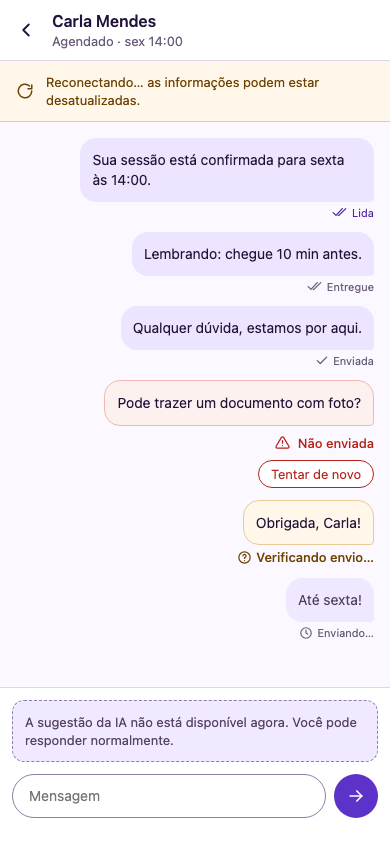 Carla Mendes
Agendado · sex 14:00
Reconectando… as informações podem estar
desatualizadas.
Sua sessão está confirmada para sexta
às 14:00.
Lida
Lembrando: chegue 10 min antes.
Entregue
Qualquer dúvida, estamos por aqui.
Enviada
Pode trazer um documento com foto?
Não enviada
Tentar de novo
Obrigada, Carla!
Verificando envio…
Até sexta!
Enviando…
A sugestão da IA não está disponível agora. Você pode
responder normalmente.
Mensagem